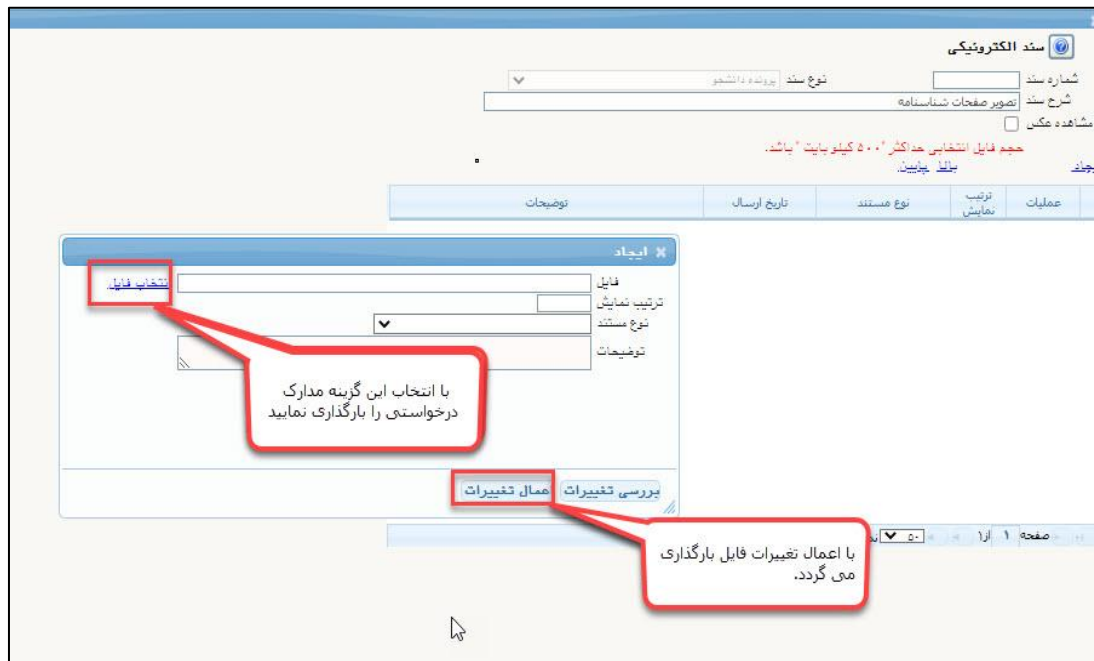 سند الکترونیکی
شماره سند
نوع سند پرونده دانشجو
شرح سند تصویر صفحات شناسنامه
مشاهده عکس
حجم فایل انتخابی حداکثر "۵۰۰ کیلو بایت" باشد.
بالا پایین
عملیات
ترتیب نمایش
نوع مستند
تاریخ ارسال
توضیحات
ایجاد
فایل
انتخاب فایل
ترتیب نمایش
نوع مستند
توضیحات
با انتخاب این گزینه مدارک
درخواستی را بارگذاری نمایید
بررسی تغییرات
اعمال تغییرات
صفحه ۱ از۱
۵۰
با اعمال تغییرات فایل بارگذاری
می گردد.